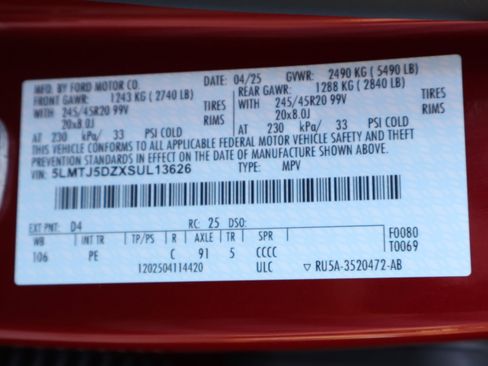 MFD. BY FORD MOTOR CO. DATE: 04/25 GVWR: 2490 KG ( 5490 LB)
FRONT GAWR: 1243 KG ( 2740 LB) REAR GAWR: 1288 KG ( 2840 LB)
WITH 245/45R20 99V TIRES WITH 245/45R20 99V TIRES
20x8.0J RIMS 20x8.0J RIMS
AT 230 kPa/ 33 PSI COLD AT 230 kPa/ 33 PSI COLD
THIS VEHICLE CONFORMS TO ALL APPLICABLE FEDERAL MOTOR VEHICLE SAFETY AND THEFT
PREVENTION STANDARDS IN EFFECT ON THE DATE OF MANUFACTURE SHOWN ABOVE.
VIN: 5LMTJ5DZXSUL13626 TYPE: MPV
EXT PNT: D4 RC: 25 DSO:
WB INT TR TP/PS R AXLE TR SPR F0080
106 PE C 91 5 CCCC T0069
1202504114420 ULC ▽ RU5A-3520472-AB